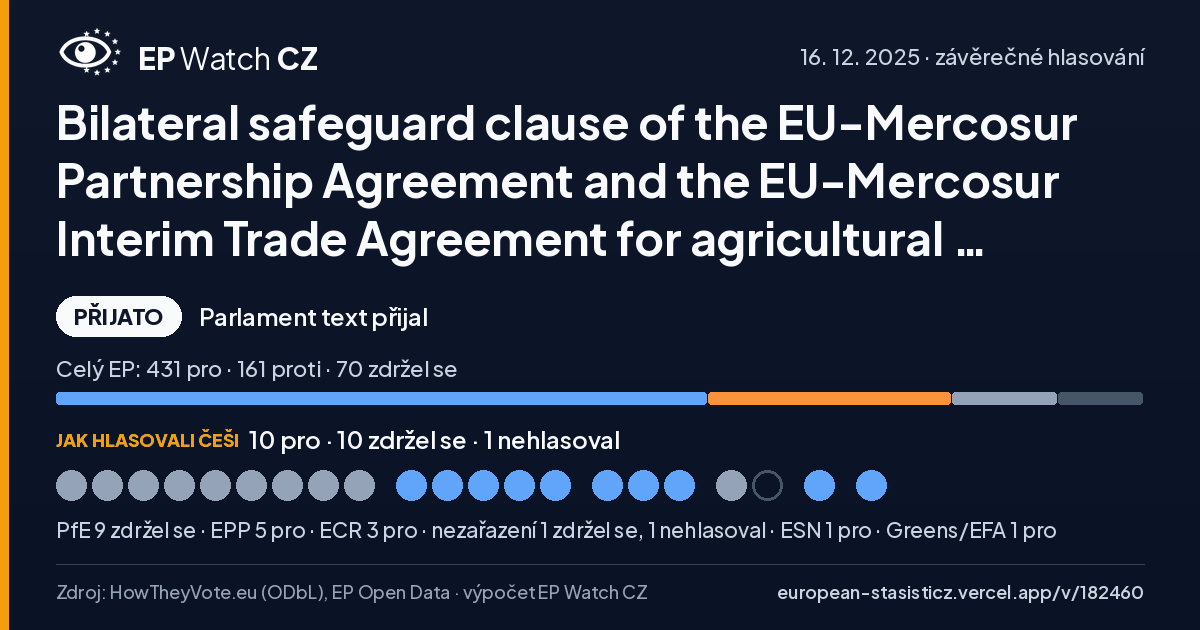 EP Watch CZ
16. 12. 2025 · závěrečné hlasování
Bilateral safeguard clause of the EU–Mercosur
Partnership Agreement and the EU–Mercosur
Interim Trade Agreement for agricultural …
PŘIJATO Parlament text přijal
Celý EP: 431 pro · 161 proti · 70 zdržel se
JAK HLASOVALI ČEŠI 10 pro · 10 zdržel se · 1 nehlasoval
PfE 9 zdržel se · EPP 5 pro · ECR 3 pro · nezařazení 1 zdržel se, 1 nehlasoval · ESN 1 pro · Greens/EFA 1 pro
Zdroj: HowTheyVote.eu (ODbL), EP Open Data · výpočet EP Watch CZ
european-stasisticz.vercel.app/v/182460